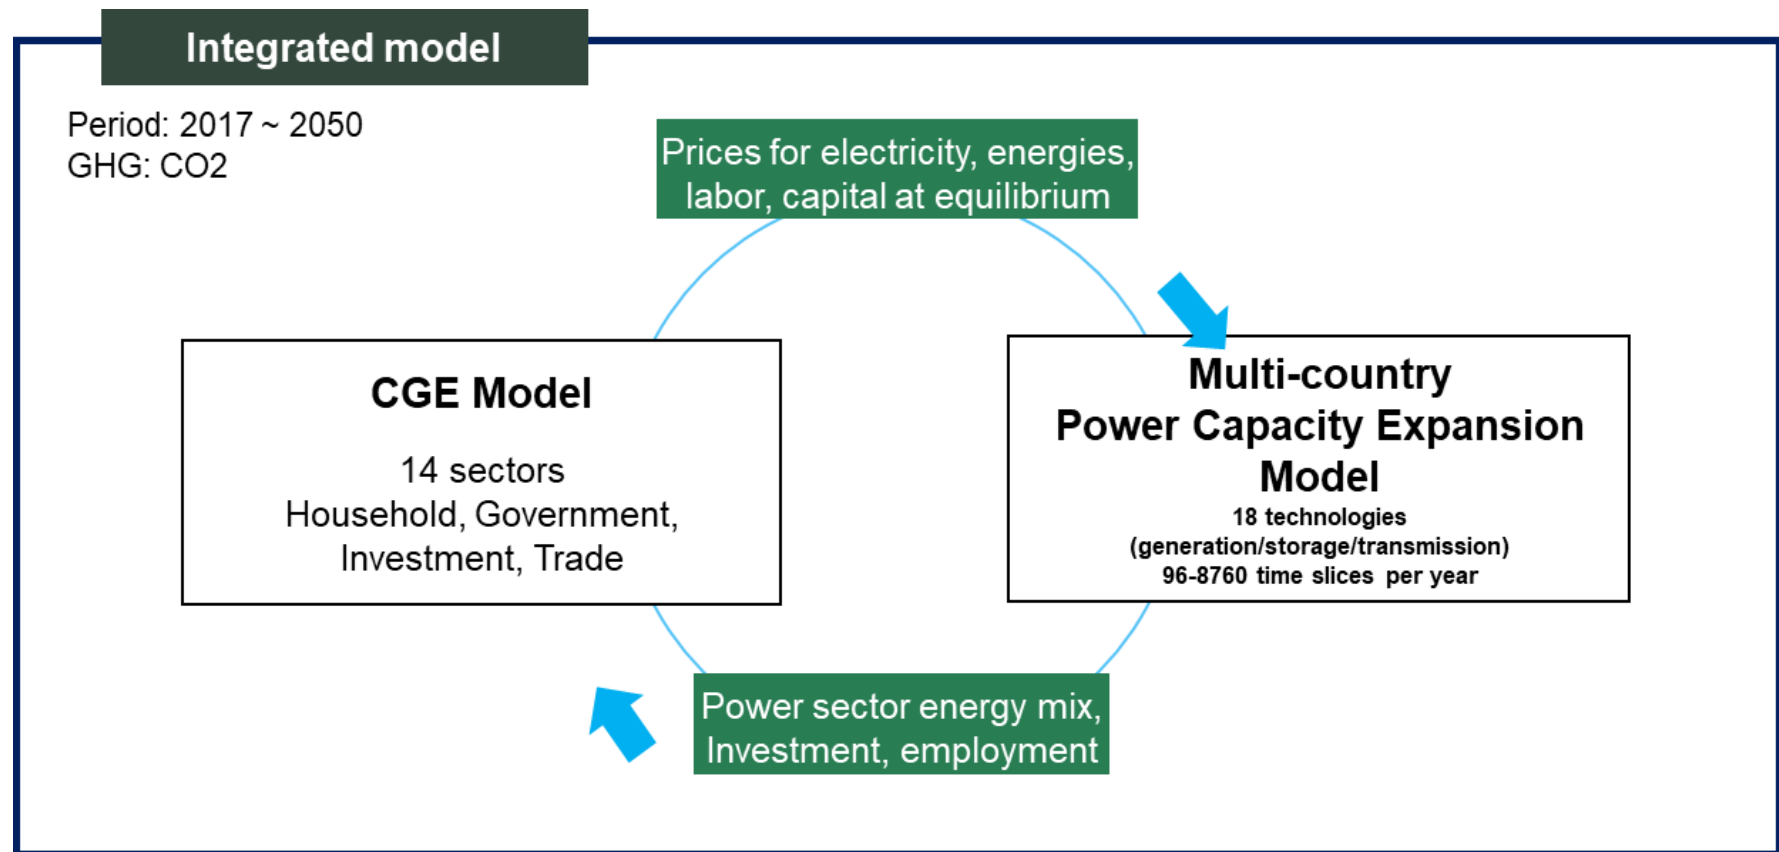 Integrated model
Period: 2017 ~ 2050
GHG: CO2
Prices for electricity, energies,
labor, capital at equilibrium
CGE Model
14 sectors
Household, Government,
Investment, Trade
Multi-country
Power Capacity Expansion
Model
18 technologies
(generation/storage/transmission)
96-8760 time slices per year
Power sector energy mix,
Investment, employment